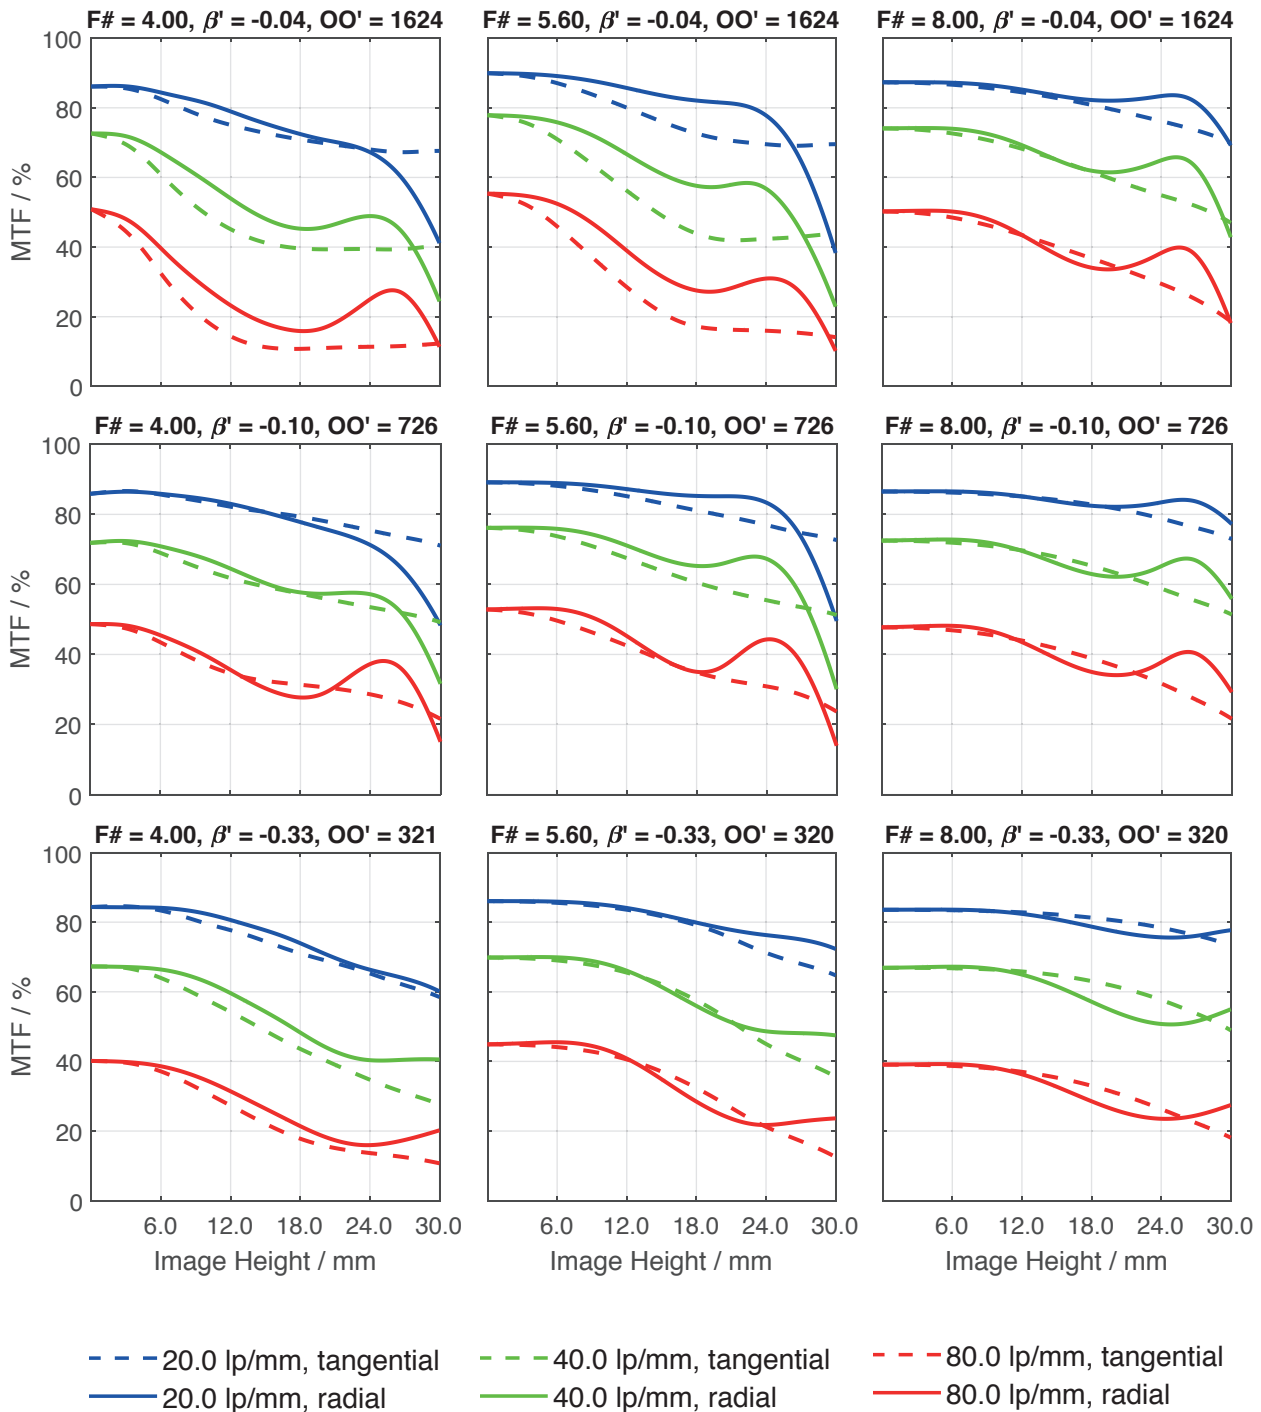 F# = 4.00, β' = -0.04, OO' = 1624
F# = 5.60, β' = -0.04, OO' = 1624
F# = 8.00, β' = -0.04, OO' = 1624
100
80
60
40
20
0
MTF / %
F# = 4.00, β' = -0.10, OO' = 726
F# = 5.60, β' = -0.10, OO' = 726
F# = 8.00, β' = -0.10, OO' = 726
100
80
60
40
20
0
MTF / %
F# = 4.00, β' = -0.33, OO' = 321
F# = 5.60, β' = -0.33, OO' = 320
F# = 8.00, β' = -0.33, OO' = 320
100
80
60
40
20
0
MTF / %
6.0 12.0 18.0 24.0 30.0
6.0 12.0 18.0 24.0 30.0
6.0 12.0 18.0 24.0 30.0
Image Height / mm
Image Height / mm
Image Height / mm
20.0 lp/mm, tangential
40.0 lp/mm, tangential
80.0 lp/mm, tangential
20.0 lp/mm, radial
40.0 lp/mm, radial
80.0 lp/mm, radial